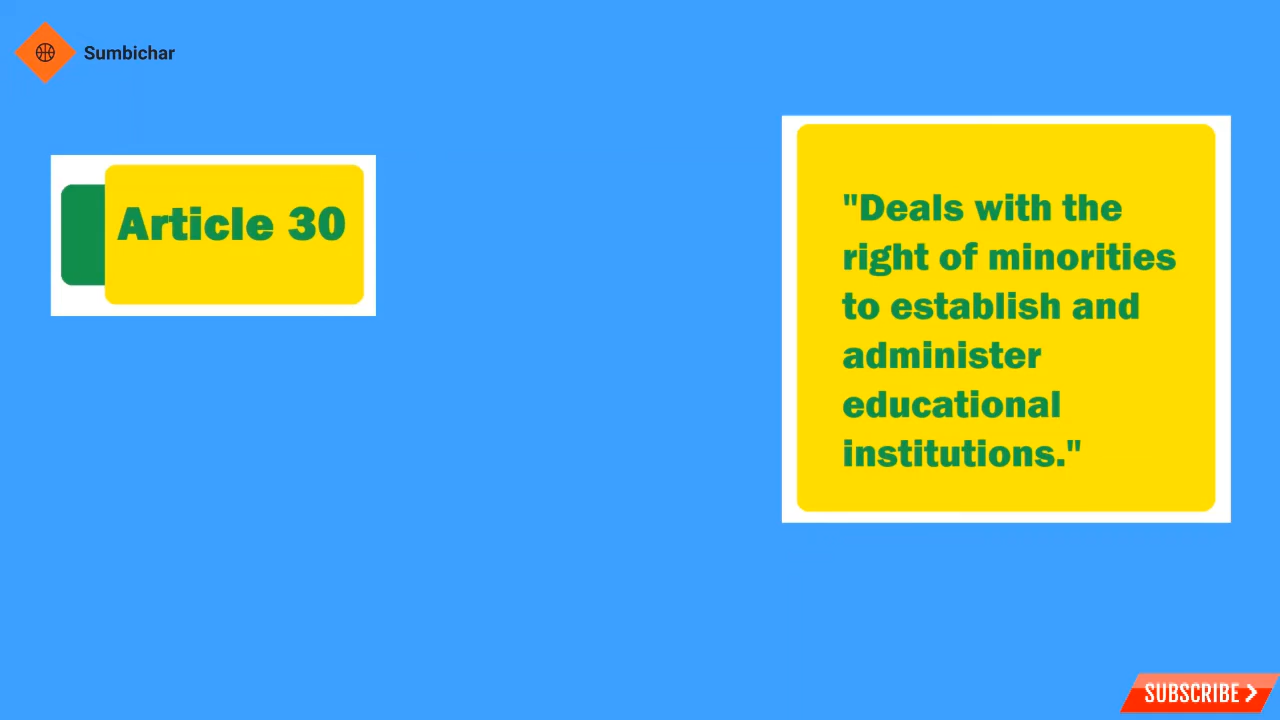 Sumbichar
Article 30
"Deals with the
right of minorities
to establish and
administer
educational
institutions."
SUBSCRIBE